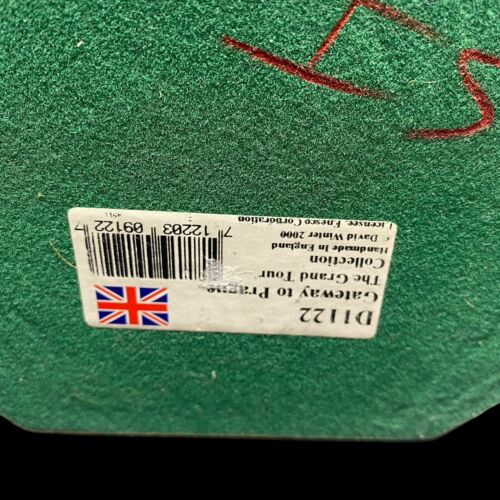 D1122
Gateway to Prague
The Grand Tour
Collection
Handmade In England
© David Winter 2000
Licensee, Enesco Corporation
7 12203 09122 7